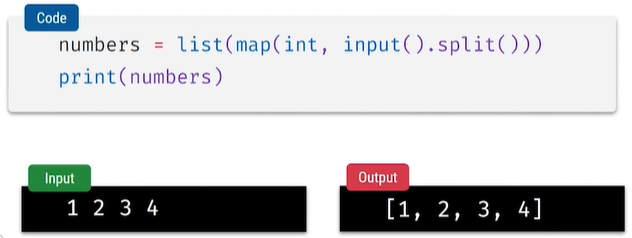 Code
numbers = list(map(int, input().split()))
print(numbers)
Input
1 2 3 4
Output
[1, 2, 3, 4]